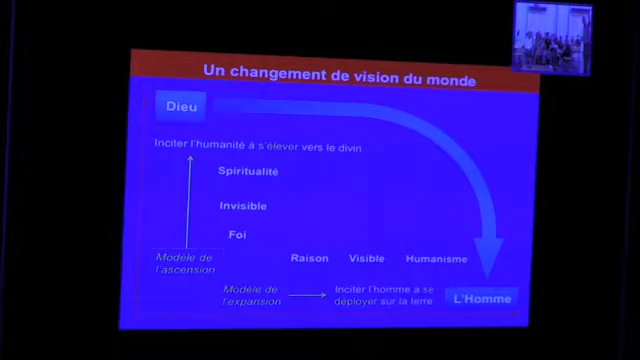 Un changement de vision du monde
Dieu
Inciter l'humanité à s'élever vers le divin
Spiritualité
Invisible
Foi
Modèle de
l'ascension
Raison
Visible
Humanisme
Modèle de
l'expansion
Inciter l'homme à se
déployer sur la terre
L'Homme